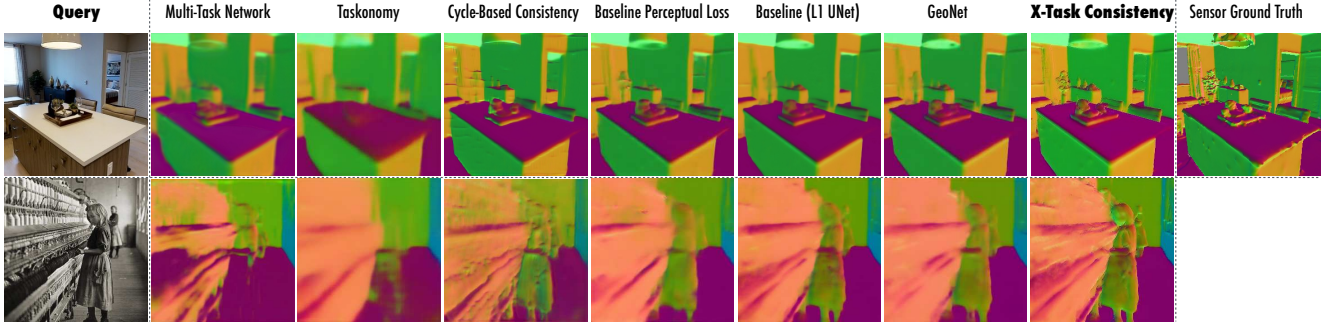 Query Multi-Task Network Taskonomy Cycle-Based Consistency Baseline Perceptual Loss Baseline (L1 UNet) GeoNet X-Task Consistency Sensor Ground Truth